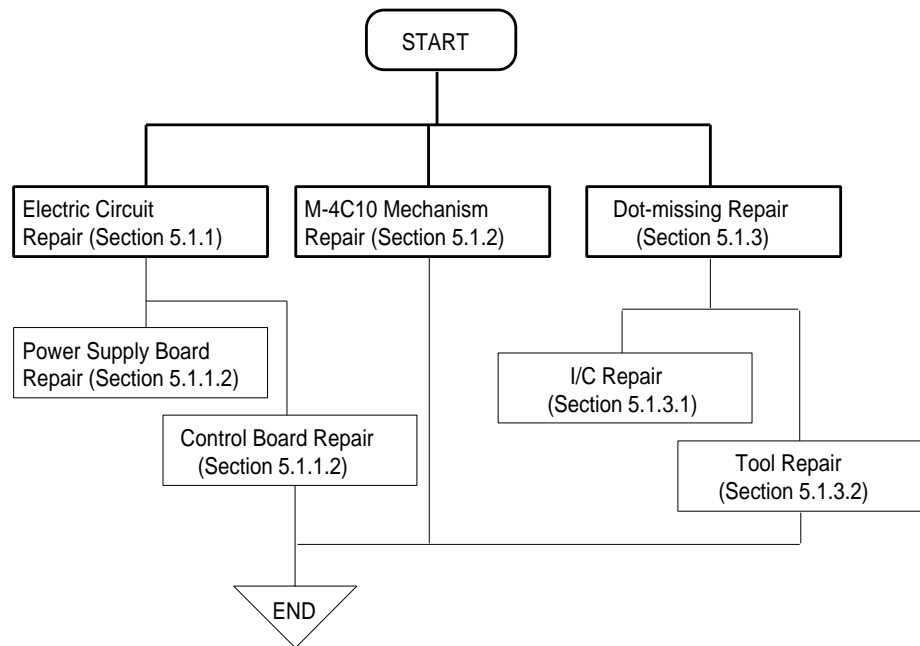 START
Electric Circuit
Repair (Section 5.1.1)
M-4C10 Mechanism
Repair (Section 5.1.2)
Dot-missing Repair
(Section 5.1.3)
Power Supply Board
Repair (Section 5.1.1.2)
I/C Repair
(Section 5.1.3.1)
Control Board Repair
(Section 5.1.1.2)
Tool Repair
(Section 5.1.3.2)
END